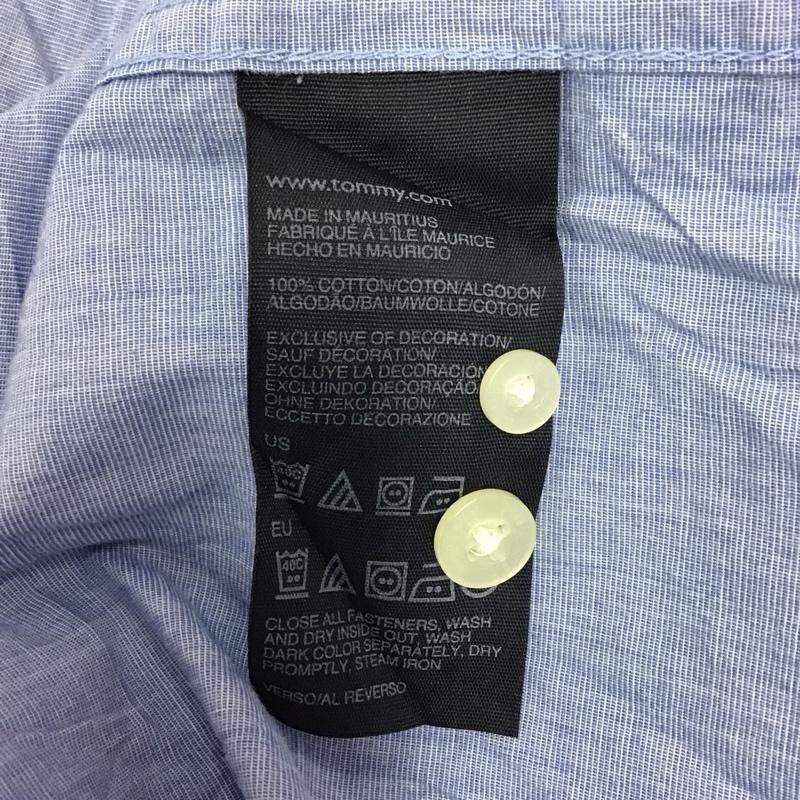 www.tommy.com
MADE IN MAURITIUS
FABRIQUÉ À L'ÎLE MAURICE
HECHO EN MAURICIO
100% COTTON/COTON/ALGODÓN/
ALGODÃO/BAUMWOLLE/COTONE
EXCLUSIVE OF DECORATION/
SAUF DÉCORATION/
EXCLUYE LA DECORACIÓN
EXCLUINDO DECORAÇÃO
OHNE DEKORATION/
ECCETTO DECORAZIONE
US
40C
EU
40C
CLOSE ALL FASTENERS, WASH
AND DRY INSIDE OUT, WASH
DARK COLOR SEPARATELY, DRY
PROMPTLY, STEAM IRON
VERSO/AL REVERSO